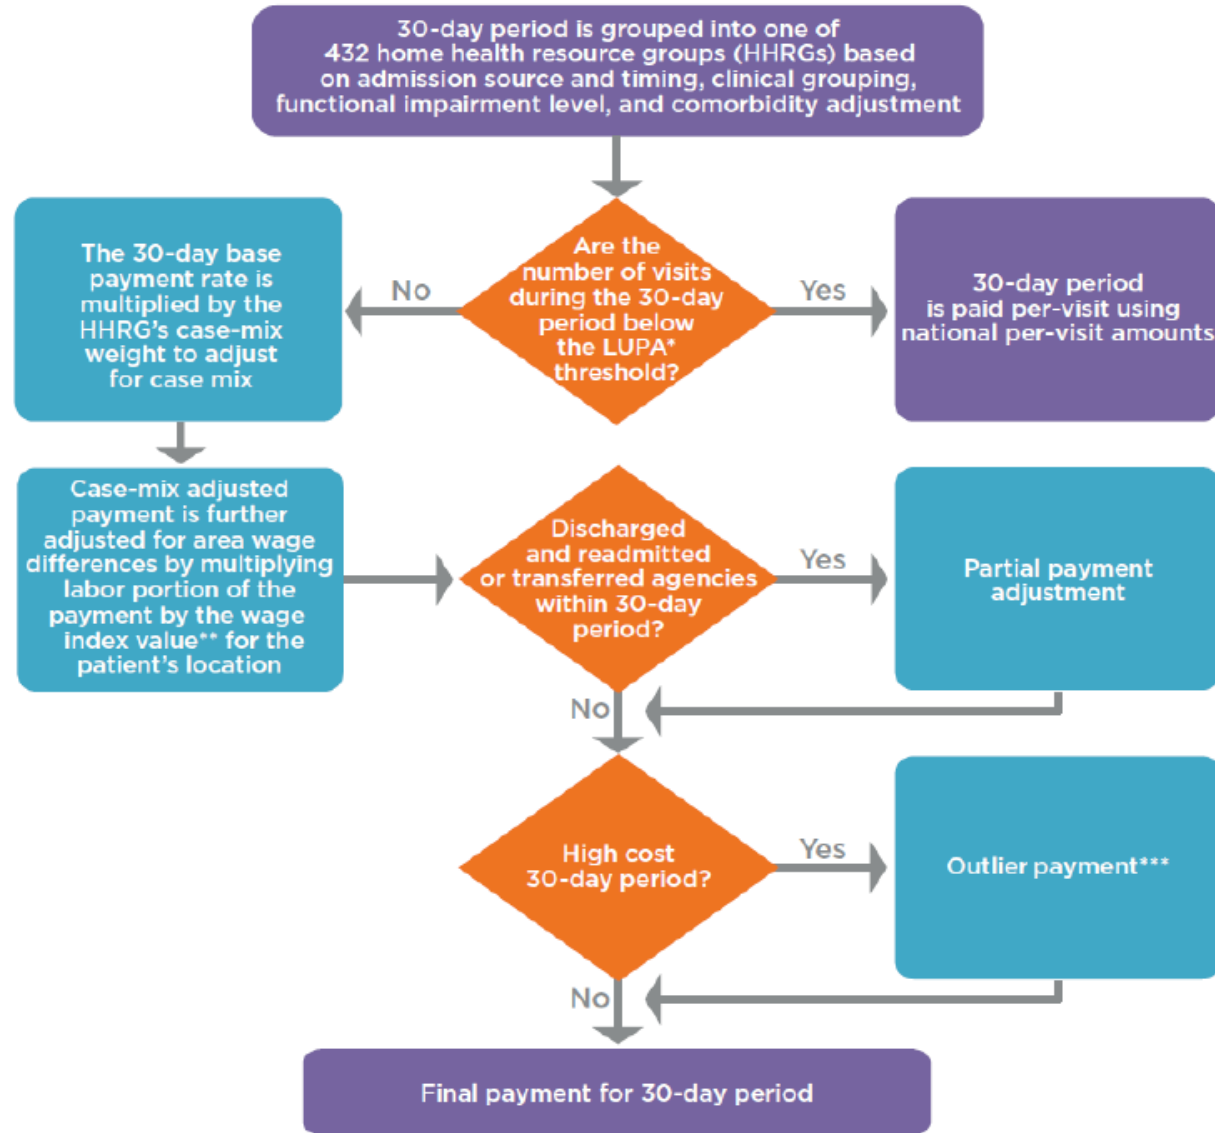 30-day period is grouped into one of
432 home health resource groups (HHRGs) based
on admission source and timing, clinical grouping,
functional impairment level, and comorbidity adjustment
The 30-day base
payment rate is
multiplied by the
HHRG's case-mix
weight to adjust
for case mix
No
Are the
number of visits
during the 30-day
period below
the LUPA*
threshold?
Yes
30-day period
is paid per-visit using
national per-visit amounts
Case-mix adjusted
payment is further
adjusted for area wage
differences by multiplying
labor portion of the
payment by the wage
index value** for the
patient's location
Discharged
and readmitted
or transferred agencies
within 30-day
period?
Yes
Partial payment
adjustment
No
High cost
30-day period?
Yes
Outlier payment***
No
Final payment for 30-day period